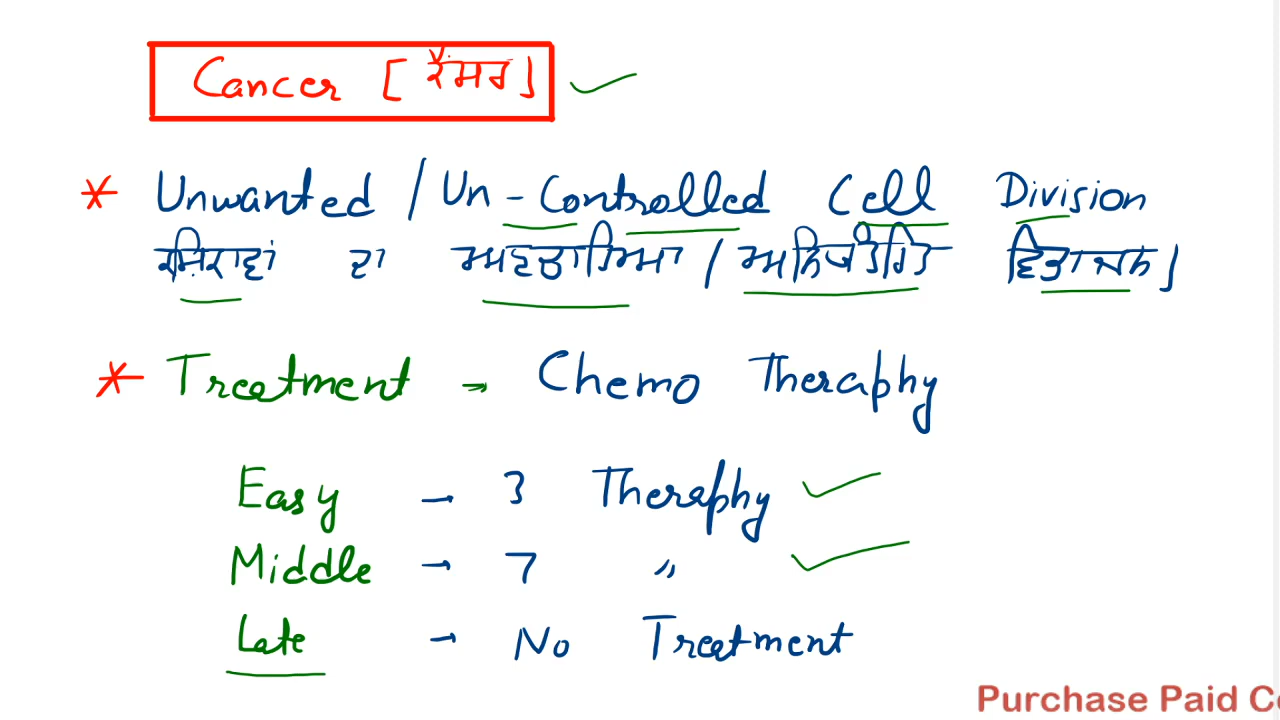 Cancer [ ਕੈਂਸਰ ]
* Unwanted / Un-Controlled Cell Division
ਕੋਸ਼ਿਕਾਵਾਂ ਦਾ ਅਣਚਾਹਿਆ / ਅਨਿਯੰਤਰਿਤ ਵਿਭਾਜਨ|
* Treatment → Chemo Theraphy
Easy → 3 Theraphy
Middle → 7 "
Late → No Treatment
Purchase Paid Co